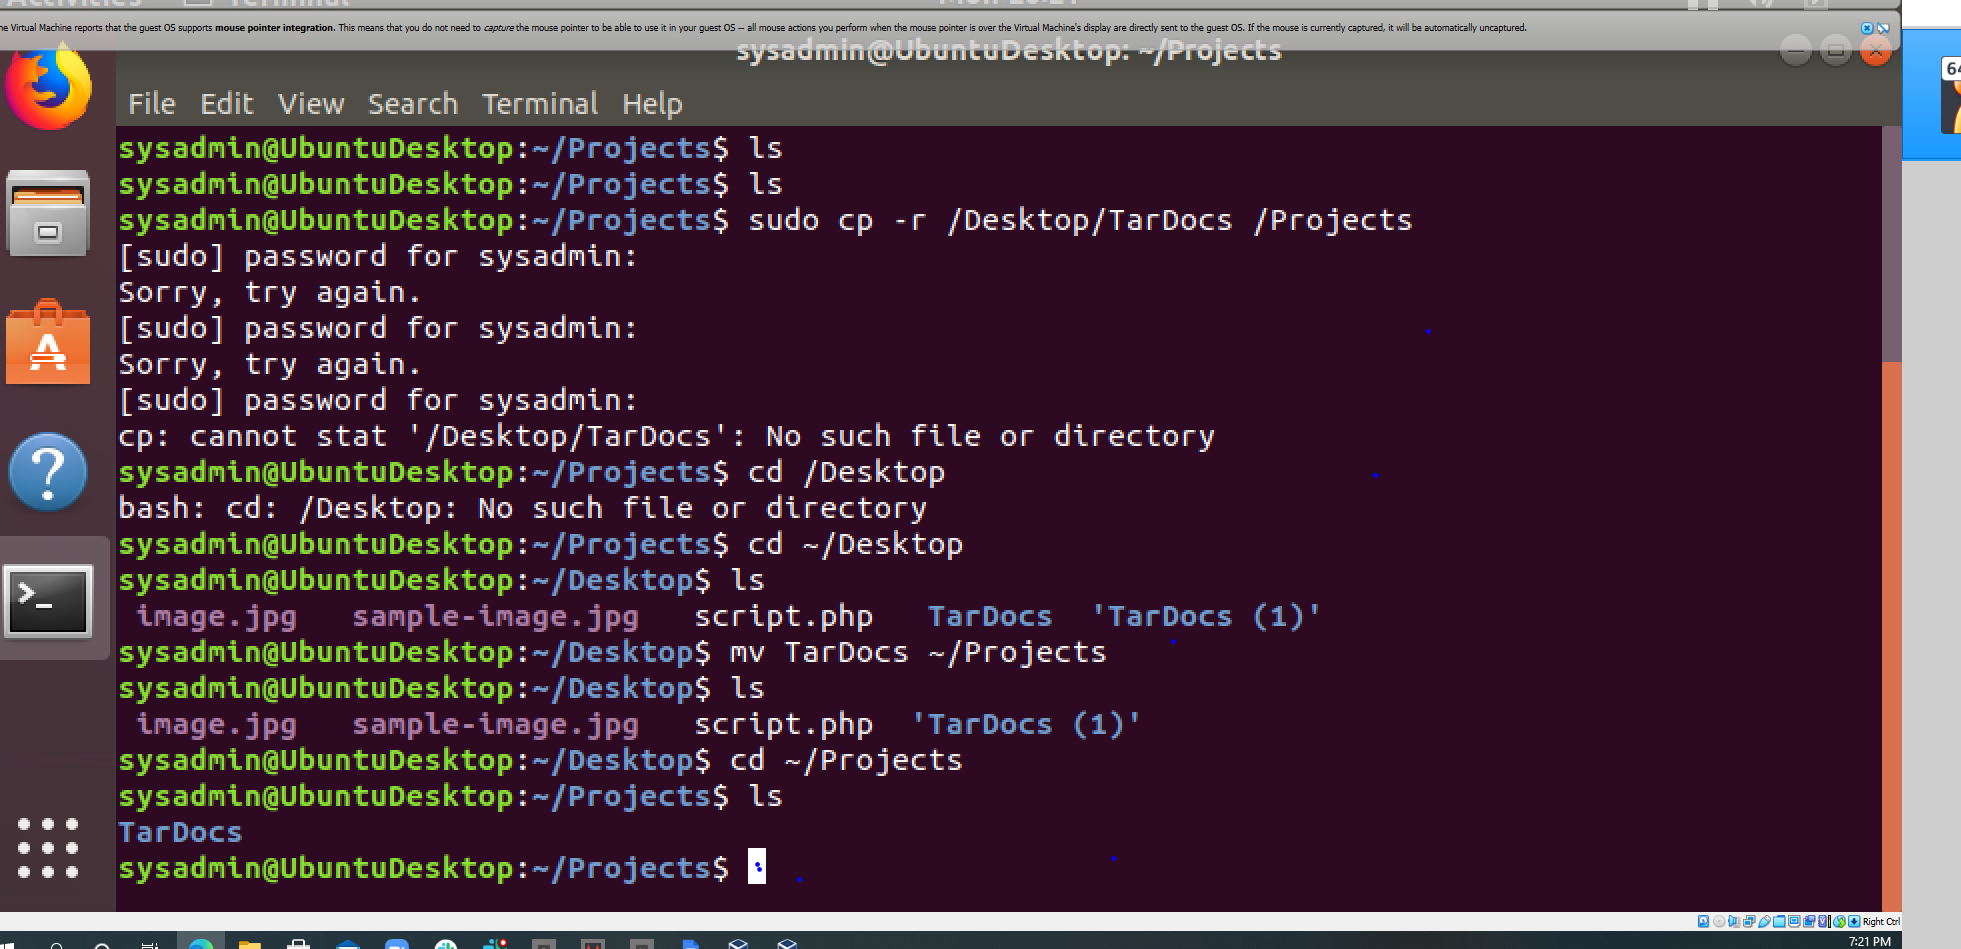 Activities Terminal
ne Virtual Machine reports that the guest OS supports mouse pointer integration. This means that you do not need to capture the mouse pointer to be able to use it in your guest OS -- all mouse actions you perform when the mouse pointer is over the Virtual Machine's display are directly sent to the guest OS. If the mouse is currently captured, it will be automatically uncaptured.
sysadmin@UbuntuDesktop: ~/Projects
File Edit View Search Terminal Help
64
sysadmin@UbuntuDesktop:~/Projects$ ls
sysadmin@UbuntuDesktop:~/Projects$ ls
sysadmin@UbuntuDesktop:~/Projects$ sudo cp -r /Desktop/TarDocs /Projects
[sudo] password for sysadmin:
Sorry, try again.
[sudo] password for sysadmin:
Sorry, try again.
[sudo] password for sysadmin:
cp: cannot stat '/Desktop/TarDocs': No such file or directory
sysadmin@UbuntuDesktop:~/Projects$ cd /Desktop
bash: cd: /Desktop: No such file or directory
sysadmin@UbuntuDesktop:~/Projects$ cd ~/Desktop
sysadmin@UbuntuDesktop:~/Desktop$ ls
image.jpg sample-image.jpg script.php TarDocs 'TarDocs (1)'
sysadmin@UbuntuDesktop:~/Desktop$ mv TarDocs ~/Projects
sysadmin@UbuntuDesktop:~/Desktop$ ls
image.jpg sample-image.jpg script.php 'TarDocs (1)'
sysadmin@UbuntuDesktop:~/Desktop$ cd ~/Projects
sysadmin@UbuntuDesktop:~/Projects$ ls
TarDocs
sysadmin@UbuntuDesktop:~/Projects$
Right Ctrl
7:21 PM